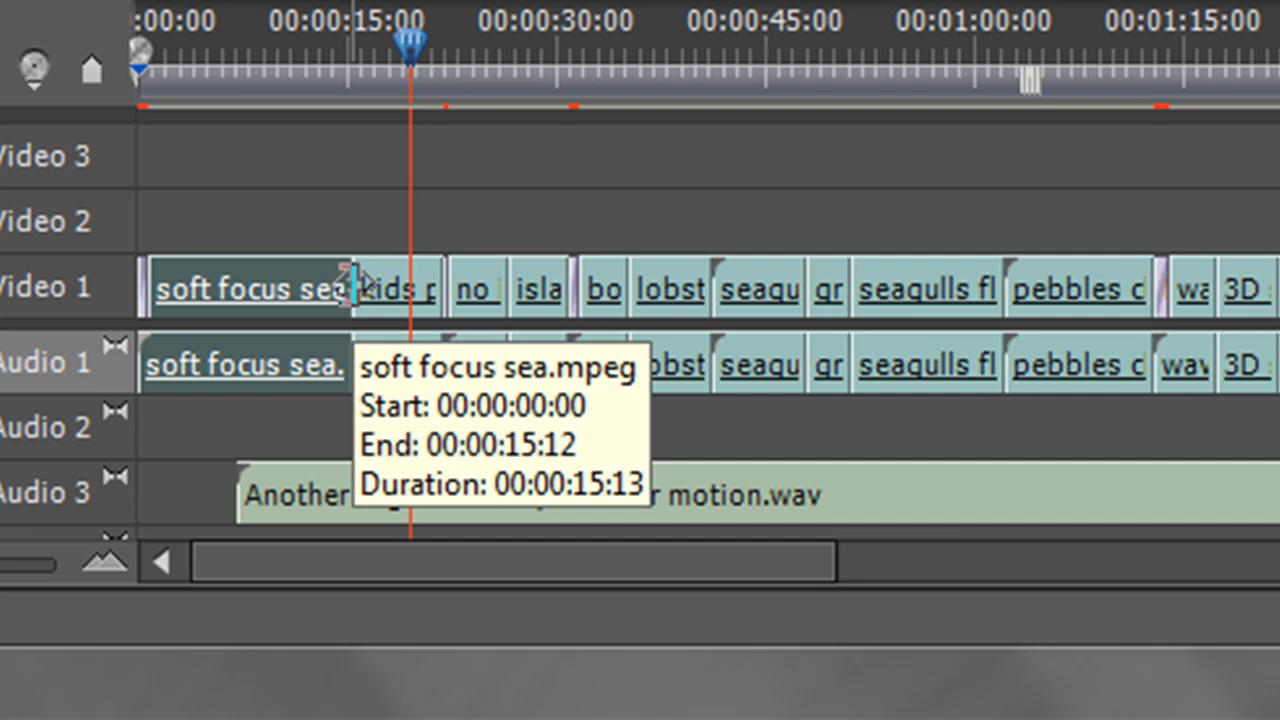 :00:00 00:00:15:00 00:00:30:00 00:00:45:00 00:01:00:00 00:01:15:00
Video 3
Video 2
Video 1 soft focus sea kids p no i isla bo lobst seagu gr seagulls fl pebbles c wa 3D
Audio 1 soft focus sea. obst seagu gr seagulls fl pebbles c wav 3D
soft focus sea.mpeg
Start: 00:00:00:00
End: 00:00:15:12
Duration: 00:00:15:13
Audio 2
Audio 3 Another r motion.wav